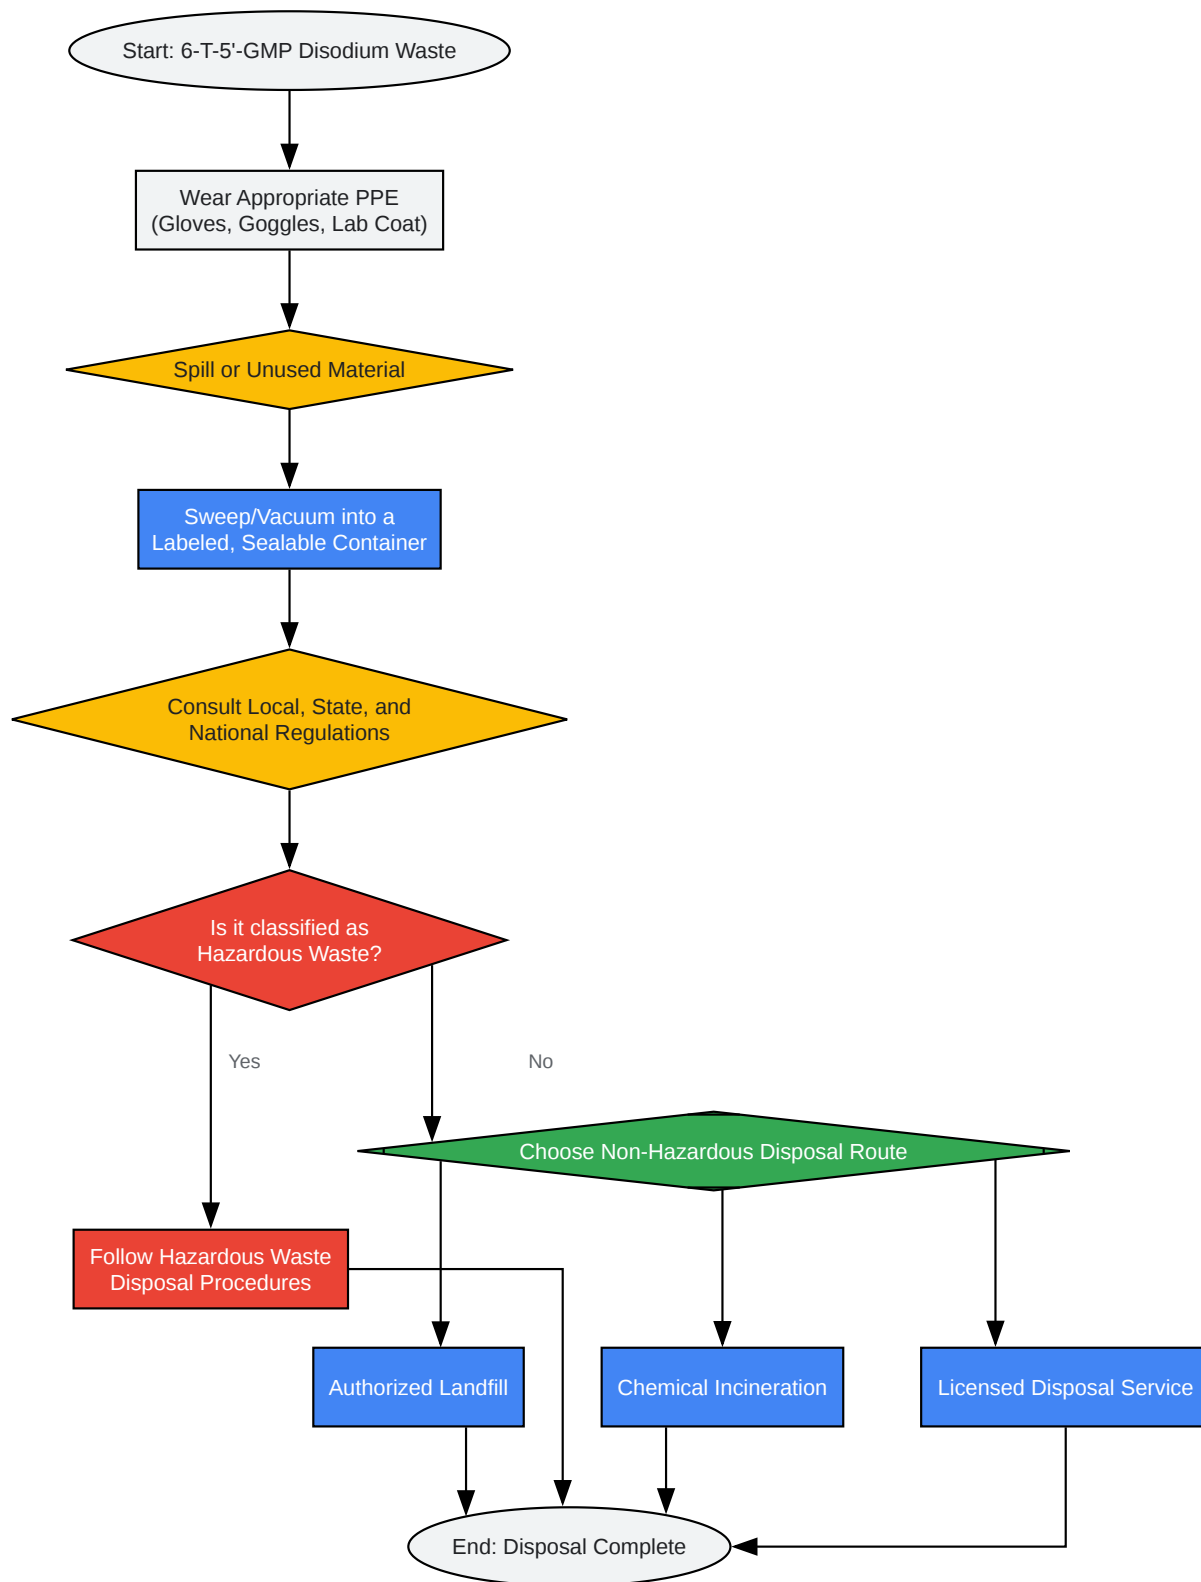 Start: 6-T-5'-GMP Disodium Waste
Wear Appropriate PPE
(Gloves, Goggles, Lab Coat)
Spill or Unused Material
Sweep/Vacuum into a
Labeled, Sealable Container
Consult Local, State, and
National Regulations
Is it classified as
Hazardous Waste?
Yes
No
Choose Non-Hazardous Disposal Route
Follow Hazardous Waste
Disposal Procedures
Authorized Landfill
Chemical Incineration
Licensed Disposal Service
End: Disposal Complete